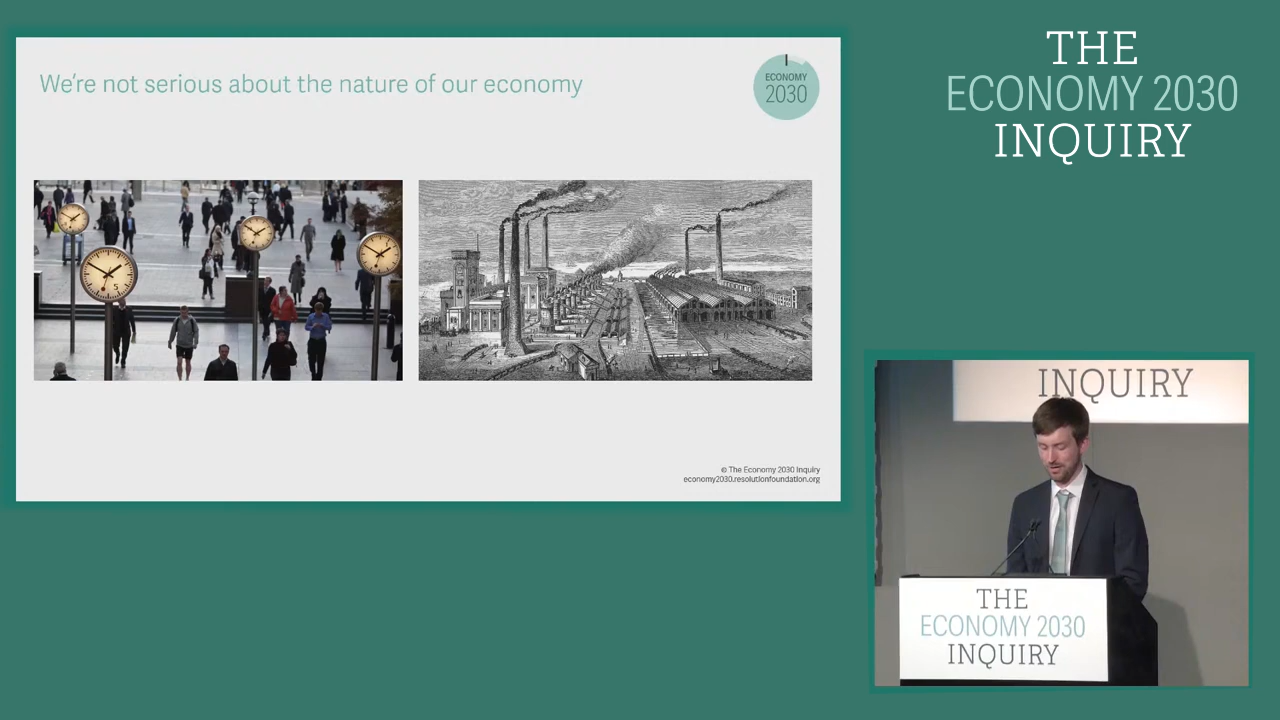 We're not serious about the nature of our economy
ECONOMY
2030
5
© The Economy 2030 Inquiry
economy2030.resolutionfoundation.org
THE
ECONOMY 2030
INQUIRY
INQUIRY
THE
ECONOMY 2030
INQUIRY